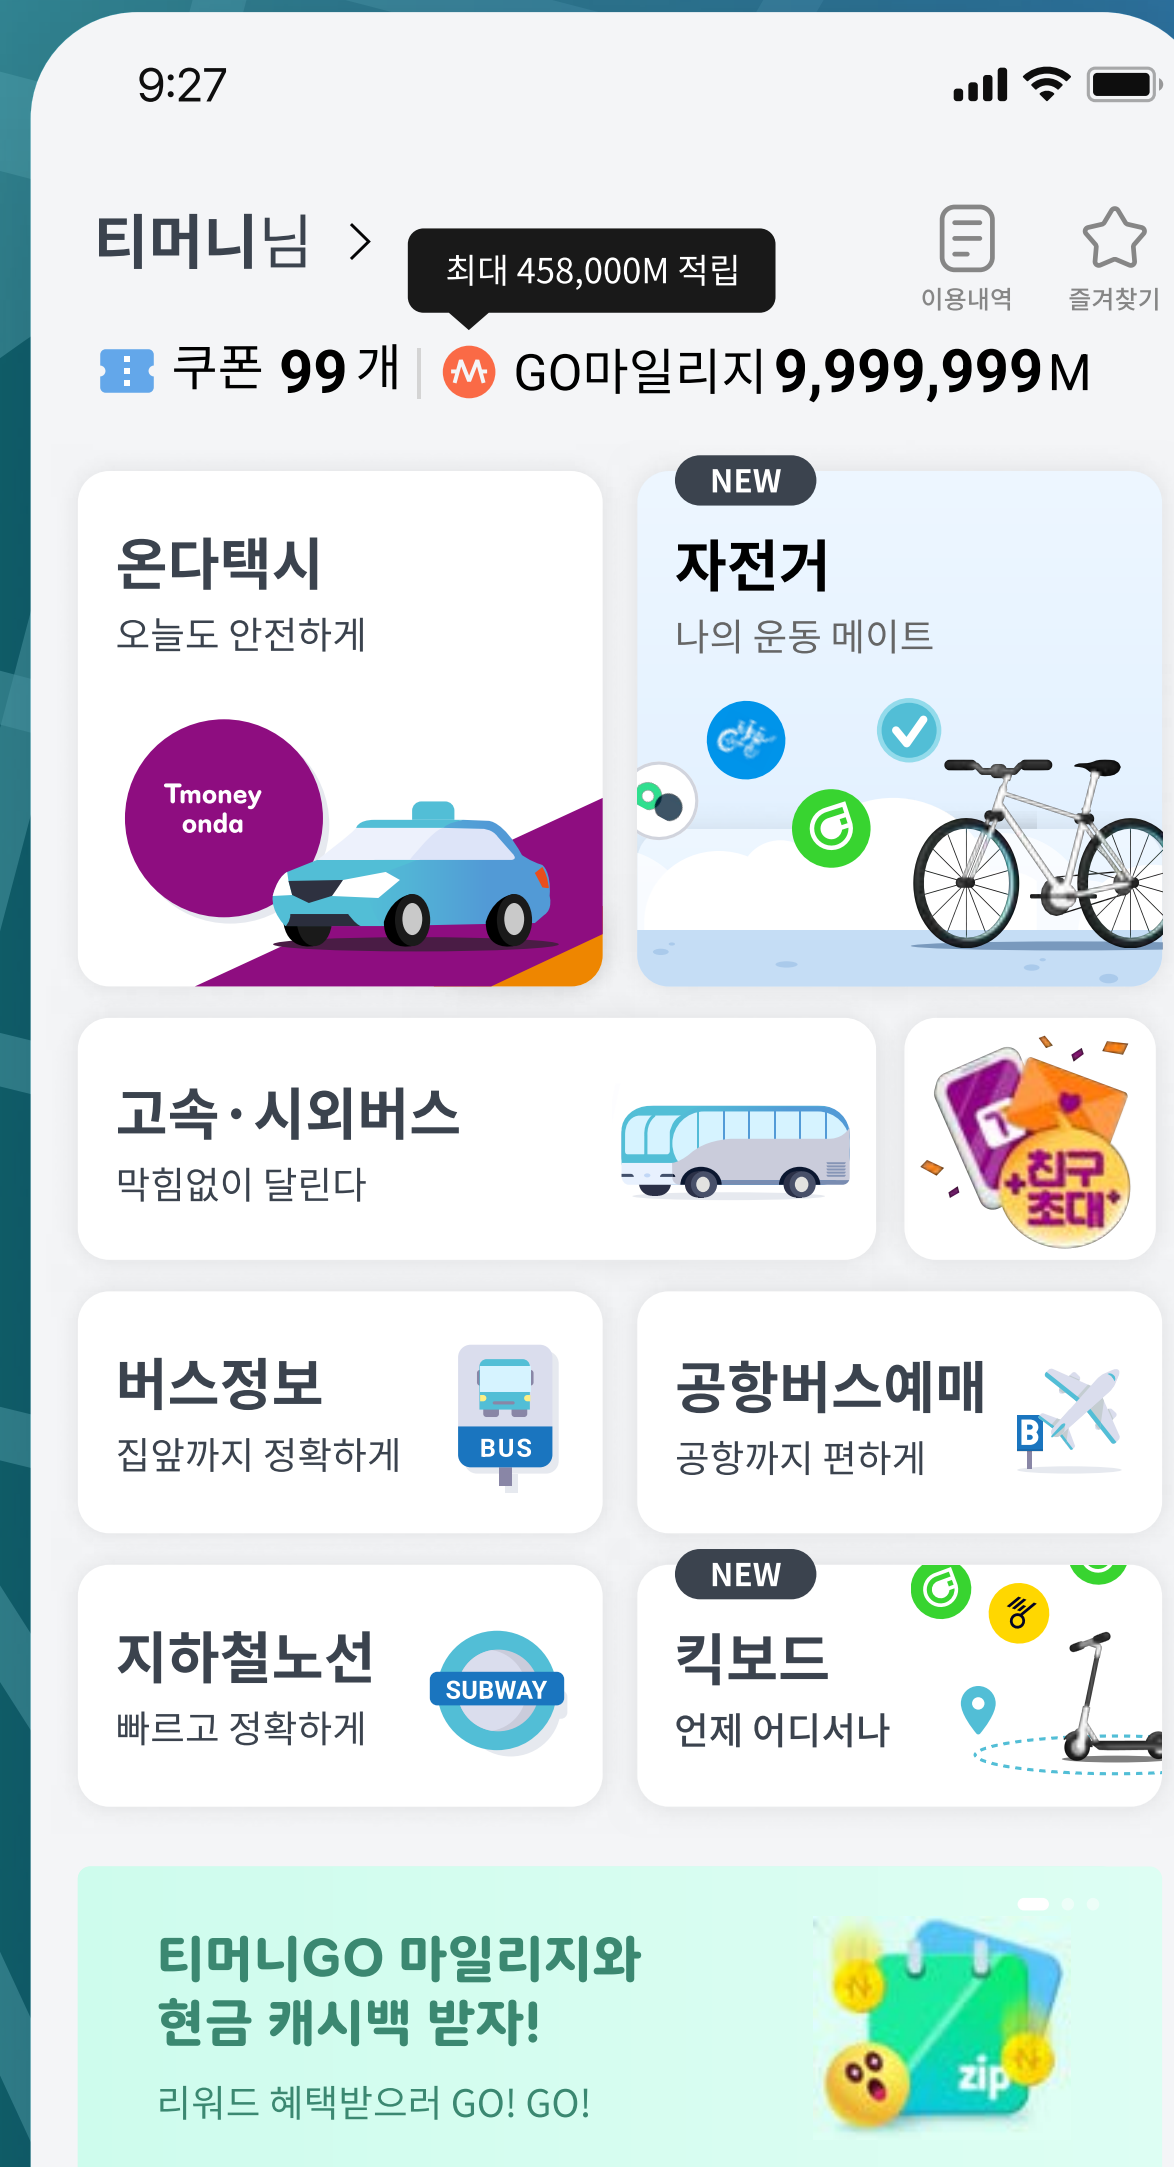 9:27
티머니님
최대 458,000M 적립
이용내역
즐겨찾기
쿠폰 99개
GO마일리지 9,999,999 M
온다택시
오늘도 안전하게
Tmoney
onda
NEW
자전거
나의 운동 메이트
고속·시외버스
막힘없이 달린다
T
친구
초대
버스정보
집앞까지 정확하게
BUS
공항버스예매
공항까지 편하게
B
지하철노선
빠르고 정확하게
SUBWAY
NEW
킥보드
언제 어디서나
티머니GO 마일리지와
현금 캐시백 받자!
리워드 혜택받으러 GO! GO!
zip
N
N